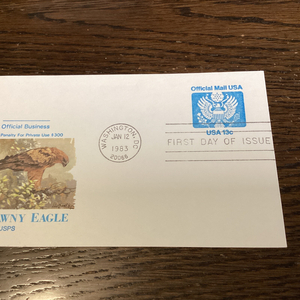 Official Business
Penalty For Private Use $300
WNY EAGLE
USPS
WASHINGTON, DC
JAN 12
1983
20066
Official Mail USA
USA 13c
FIRST DAY OF ISSUE